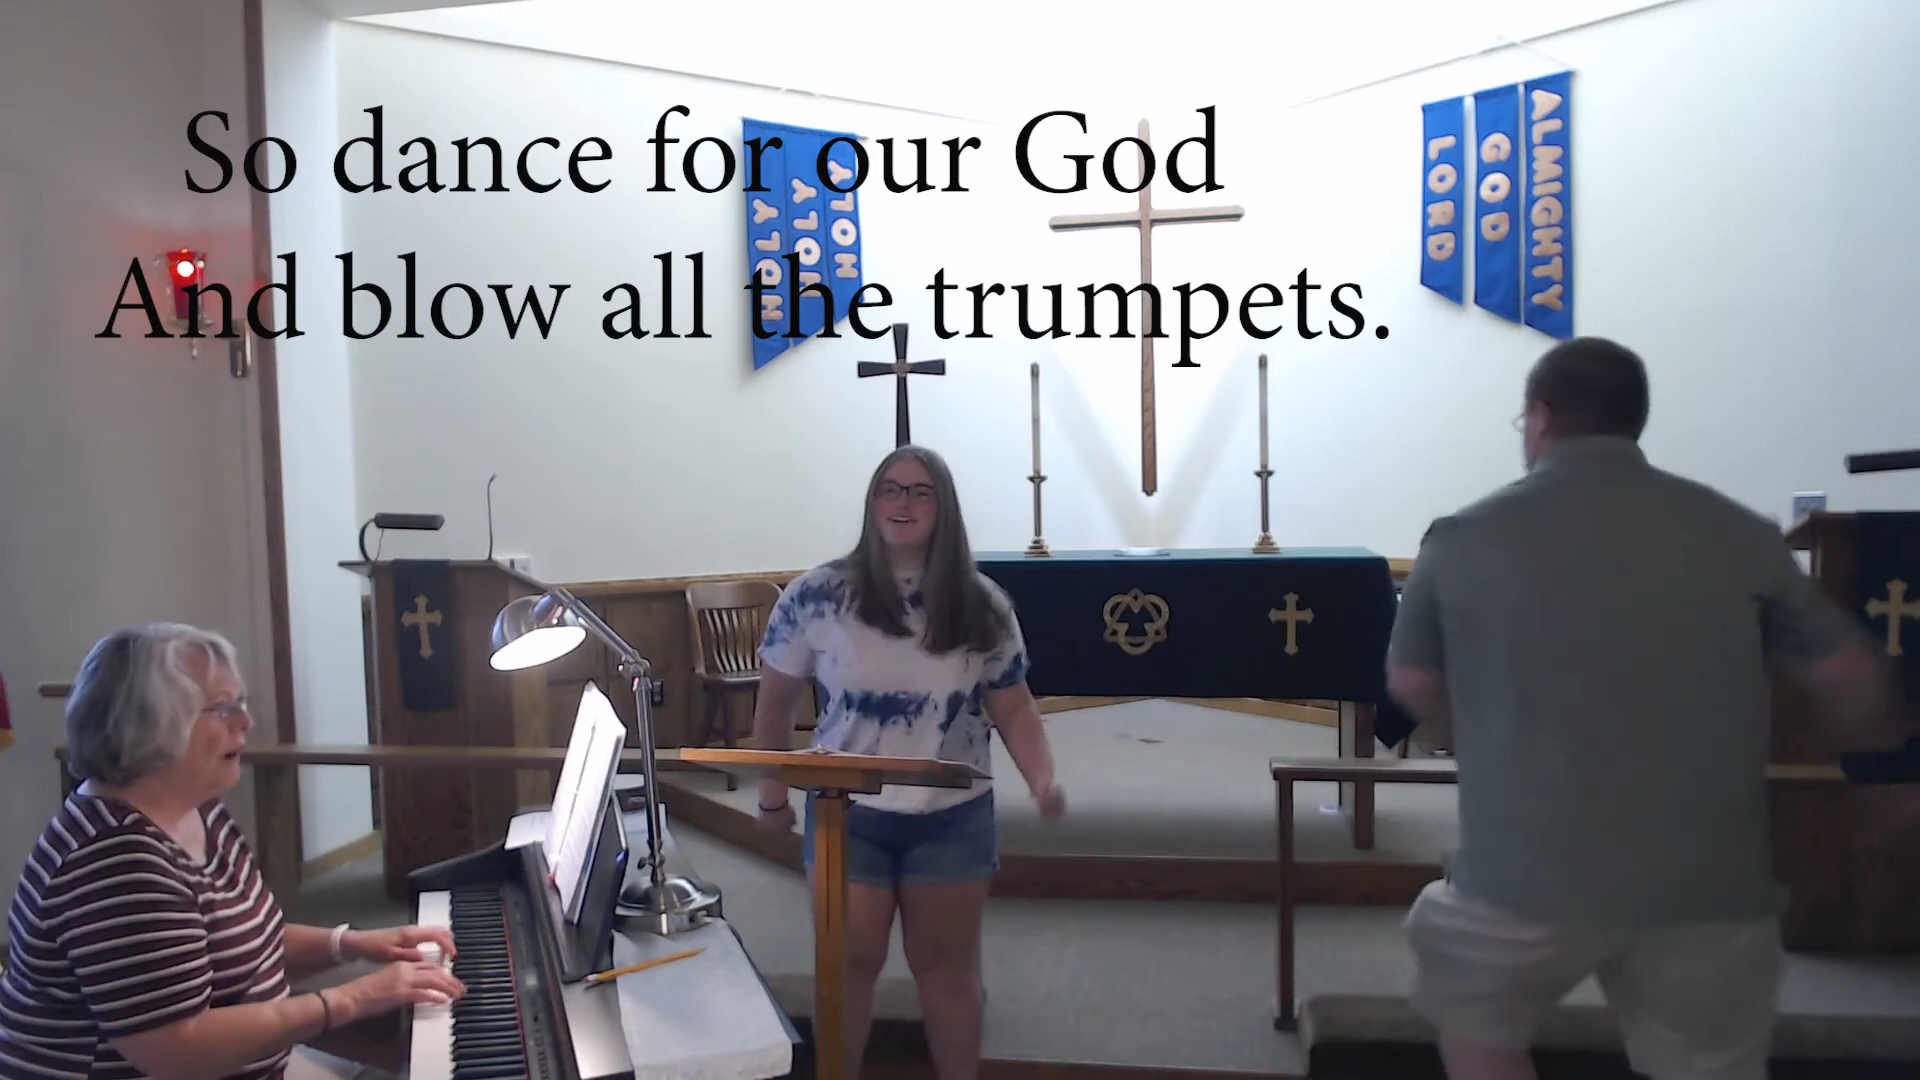 So dance for our God
And blow all the trumpets.
HOLY
HOLY
HOLY
LORD
GOD
ALMIGHTY